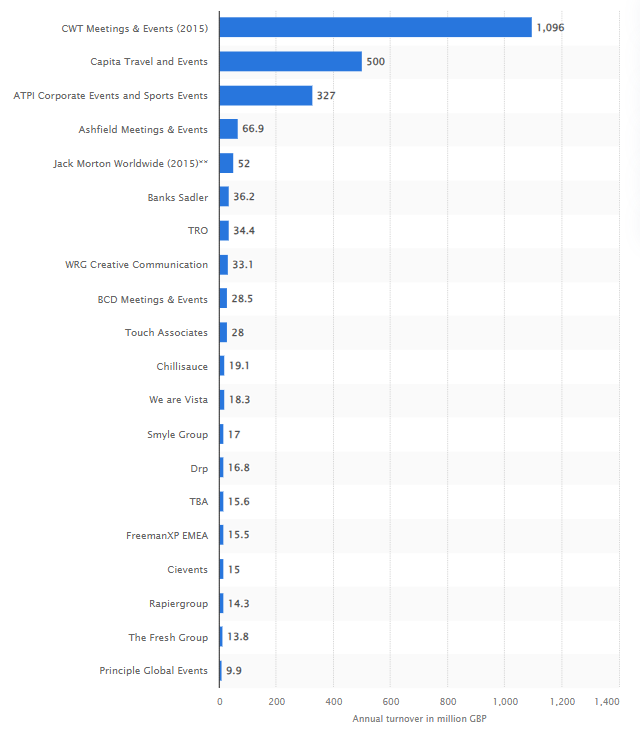 CWT Meetings & Events (2015) 1,096
Capita Travel and Events 500
ATPI Corporate Events and Sports Events 327
Ashfield Meetings & Events 66.9
Jack Morton Worldwide (2015)** 52
Banks Sadler 36.2
TRO 34.4
WRG Creative Communication 33.1
BCD Meetings & Events 28.5
Touch Associates 28
Chillisauce 19.1
We are Vista 18.3
Smyle Group 17
Drp 16.8
TBA 15.6
FreemanXP EMEA 15.5
Cievents 15
Rapiergroup 14.3
The Fresh Group 13.8
Principle Global Events 9.9
0 200 400 600 800 1,000 1,200 1,400
Annual turnover in million GBP